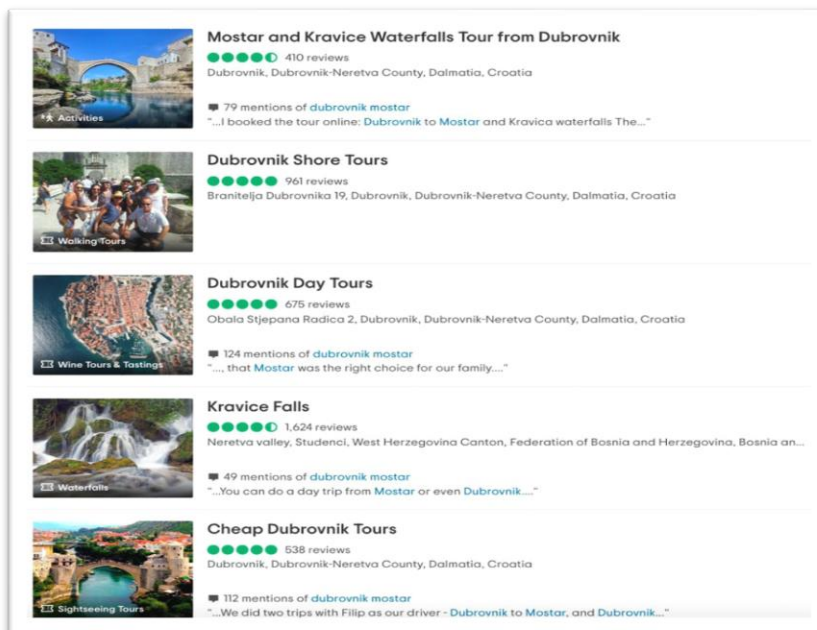 Mostar and Kravice Waterfalls Tour from Dubrovnik
410 reviews
Dubrovnik, Dubrovnik-Neretva County, Dalmatia, Croatia
79 mentions of dubrovnik mostar
"...I booked the tour online: Dubrovnik to Mostar and Kravica waterfalls The..."
Activities
Dubrovnik Shore Tours
961 reviews
Branitelja Dubrovnika 19, Dubrovnik, Dubrovnik-Neretva County, Dalmatia, Croatia
Walking Tours
Dubrovnik Day Tours
675 reviews
Obala Stjepana Radica 2, Dubrovnik, Dubrovnik-Neretva County, Dalmatia, Croatia
124 mentions of dubrovnik mostar
"..., that Mostar was the right choice for our family...."
Wine Tours & Tastings
Kravice Falls
1,624 reviews
Neretva valley, Studenci, West Herzegovina Canton, Federation of Bosnia and Herzegovina, Bosnia an...
49 mentions of dubrovnik mostar
"...You can do a day trip from Mostar or even Dubrovnik...."
Waterfalls
Cheap Dubrovnik Tours
538 reviews
Dubrovnik, Dubrovnik-Neretva County, Dalmatia, Croatia
112 mentions of dubrovnik mostar
"...We did two trips with Filip as our driver - Dubrovnik to Mostar, and Dubrovnik..."
Sightseeing Tours